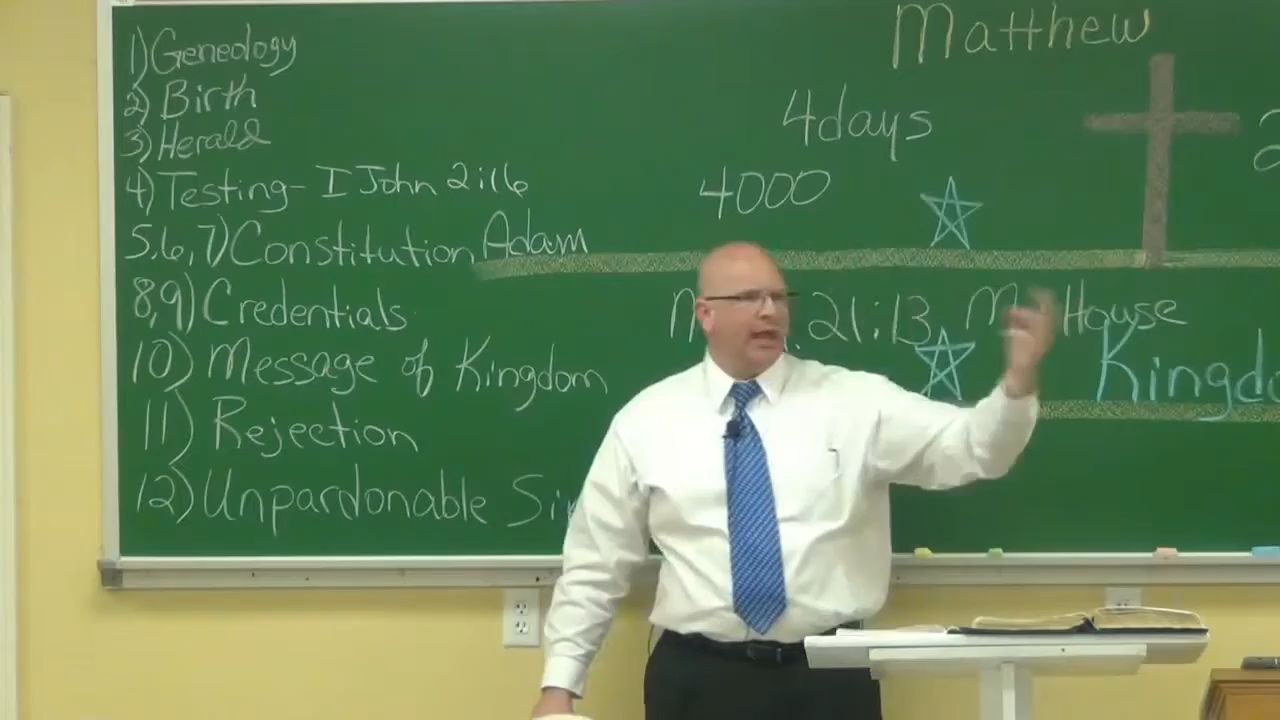 1) Geneology
2) Birth
3) Herald
4) Testing - I John 2:16
5,6,7) Constitution
8,9) Credentials
10) Message of Kingdom
11) Rejection
12) Unpardonable
Matthew
4days
4000
Adam
21:13 House